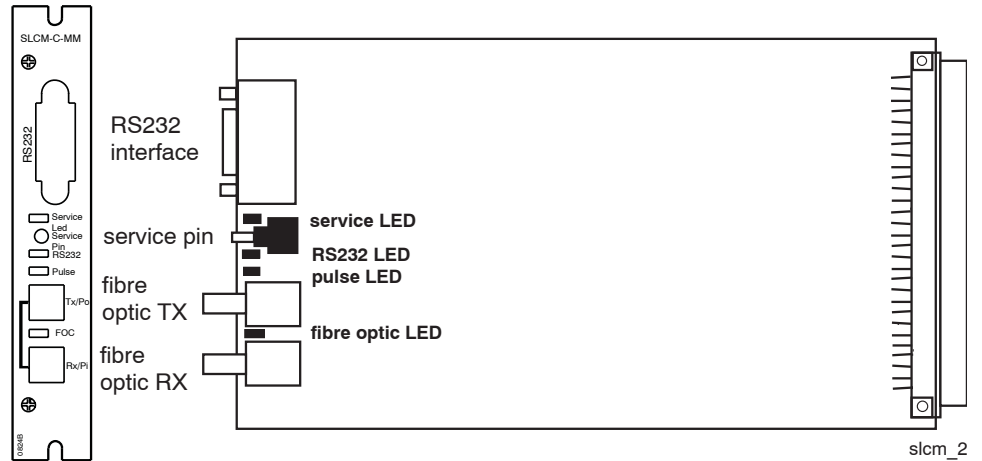 SLCM-C-MM
RS232
Service
Led
Service
Pin
RS232
Pulse
Tx/Po
FOC
Rx/Pi
0824B
RS232
interface
service pin
fibre
optic TX
fibre
optic RX
service LED
RS232 LED
pulse LED
fibre optic LED
slcm_2